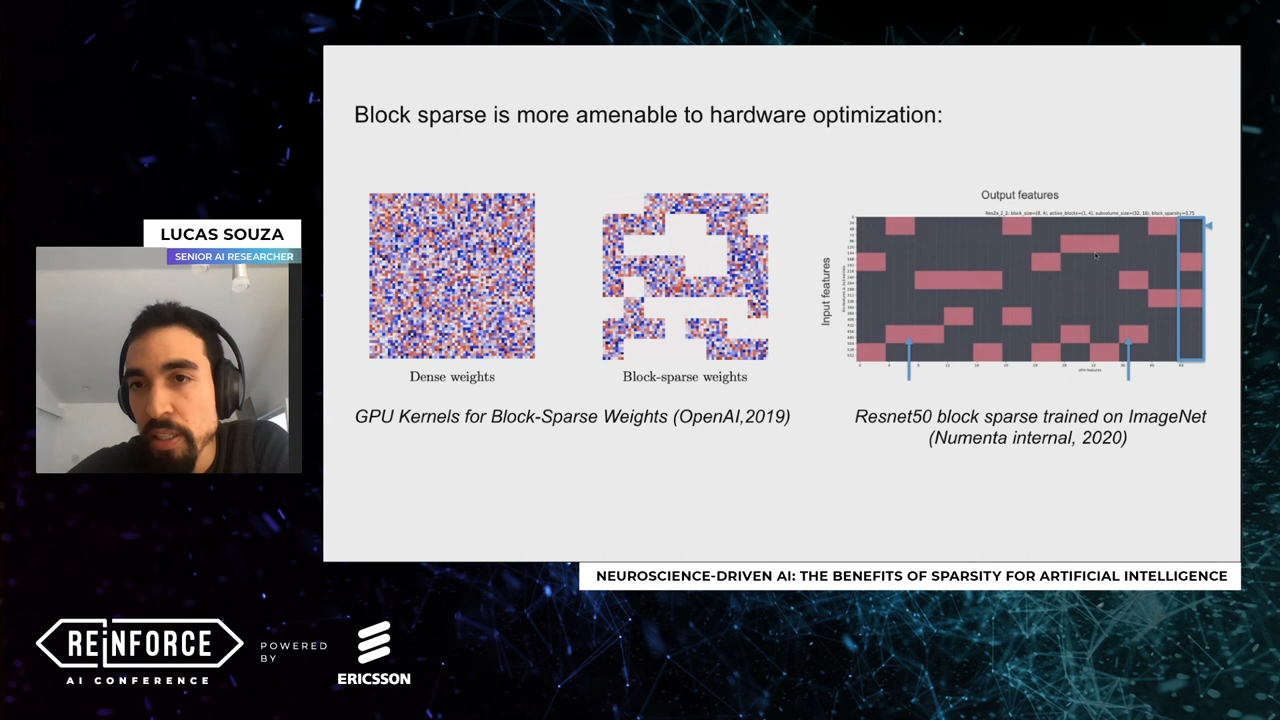 LUCAS SOUZA
SENIOR AI RESEARCHER
Block sparse is more amenable to hardware optimization:
Dense weights
Block-sparse weights
GPU Kernels for Block-Sparse Weights (OpenAI,2019)
Output features
Input features
Resnet50 block sparse trained on ImageNet
(Numenta internal, 2020)
NEUROSCIENCE-DRIVEN AI: THE BENEFITS OF SPARSITY FOR ARTIFICIAL INTELLIGENCE
REiNFORCE
AI CONFERENCE
POWERED
BY
ERICSSON